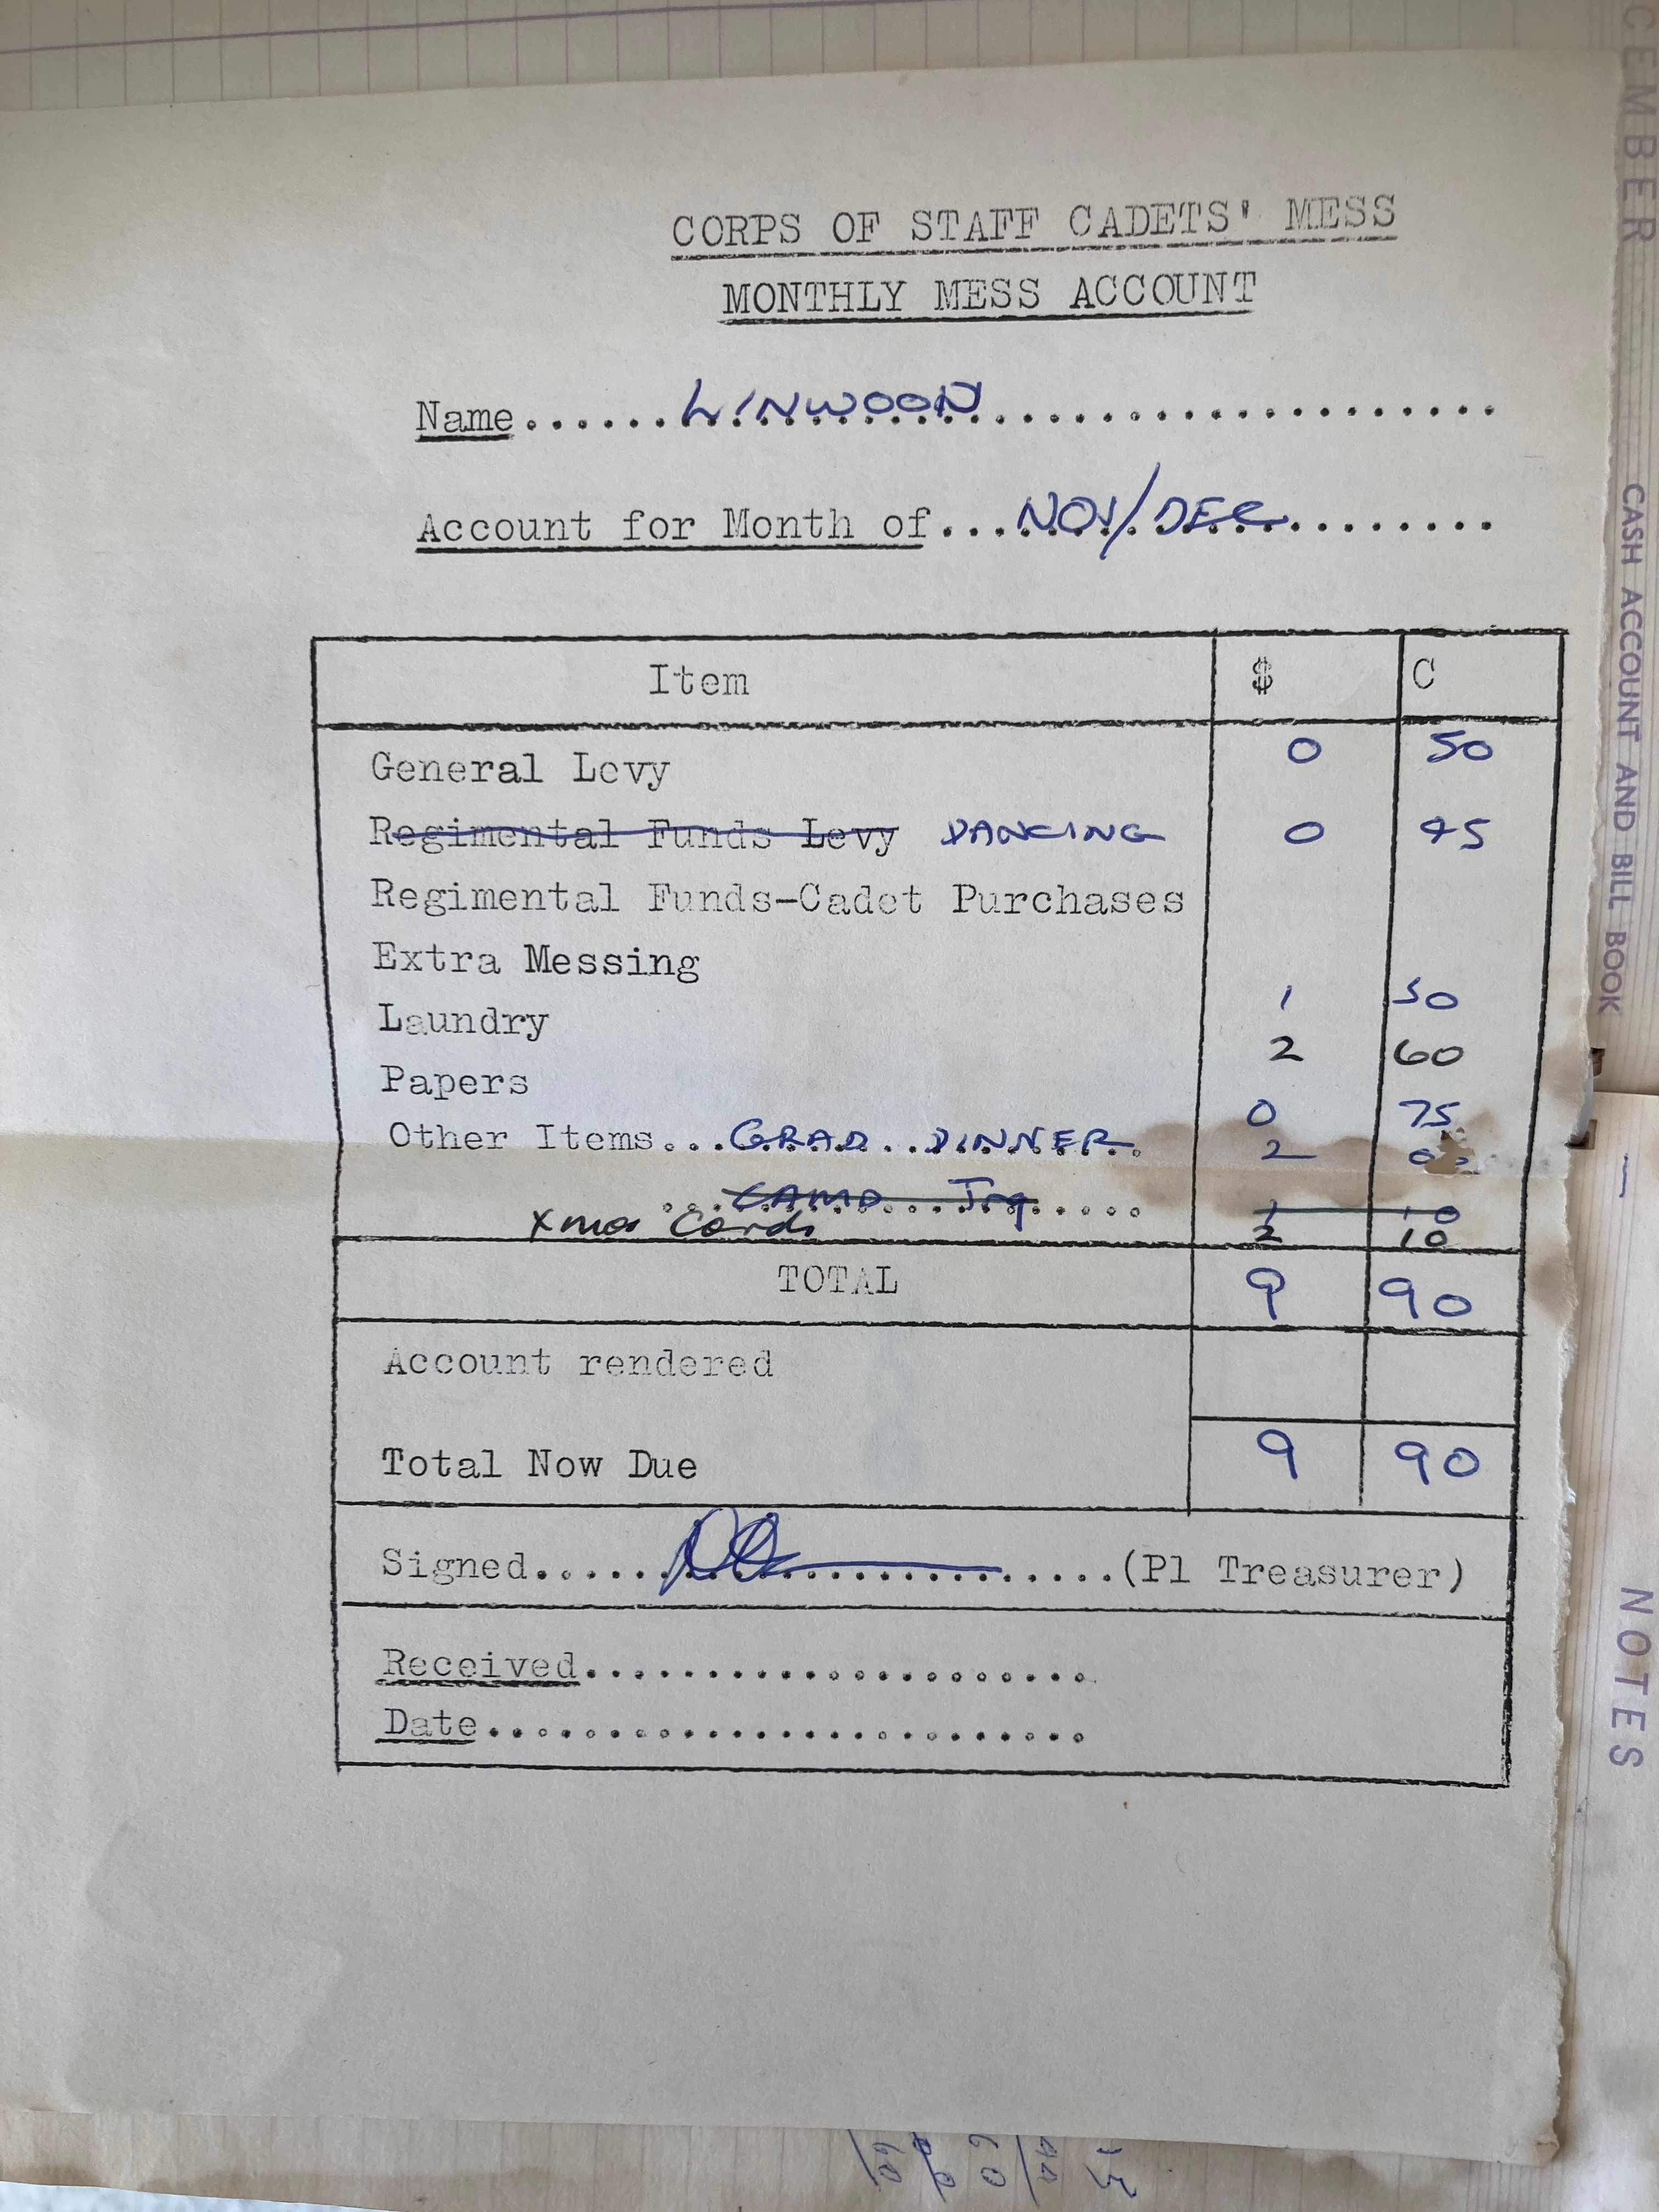 CORPS OF STAFF CADETS' MESS
MONTHLY MESS ACCOUNT
Name......LINWOOD....................
Account for Month of...NOV/DEC..........
Item $ C
General Levy 0 50
Regimental Funds Levy DANCING 0 45
Regimental Funds-Cadet Purchases
Extra Messing 1 50
Laundry 2 60
Papers 0 75
Other Items...GRAD..DINNER. 2 00
CAMP Trg..... 1 10
Xmas Cards 2 10
TOTAL 9 90
Account rendered
Total Now Due 9 90
Signed..........................(Pl Treasurer)
Received........................
Date............................
CEMBER
CASH ACCOUNT AND BILL BOOK
NOTES